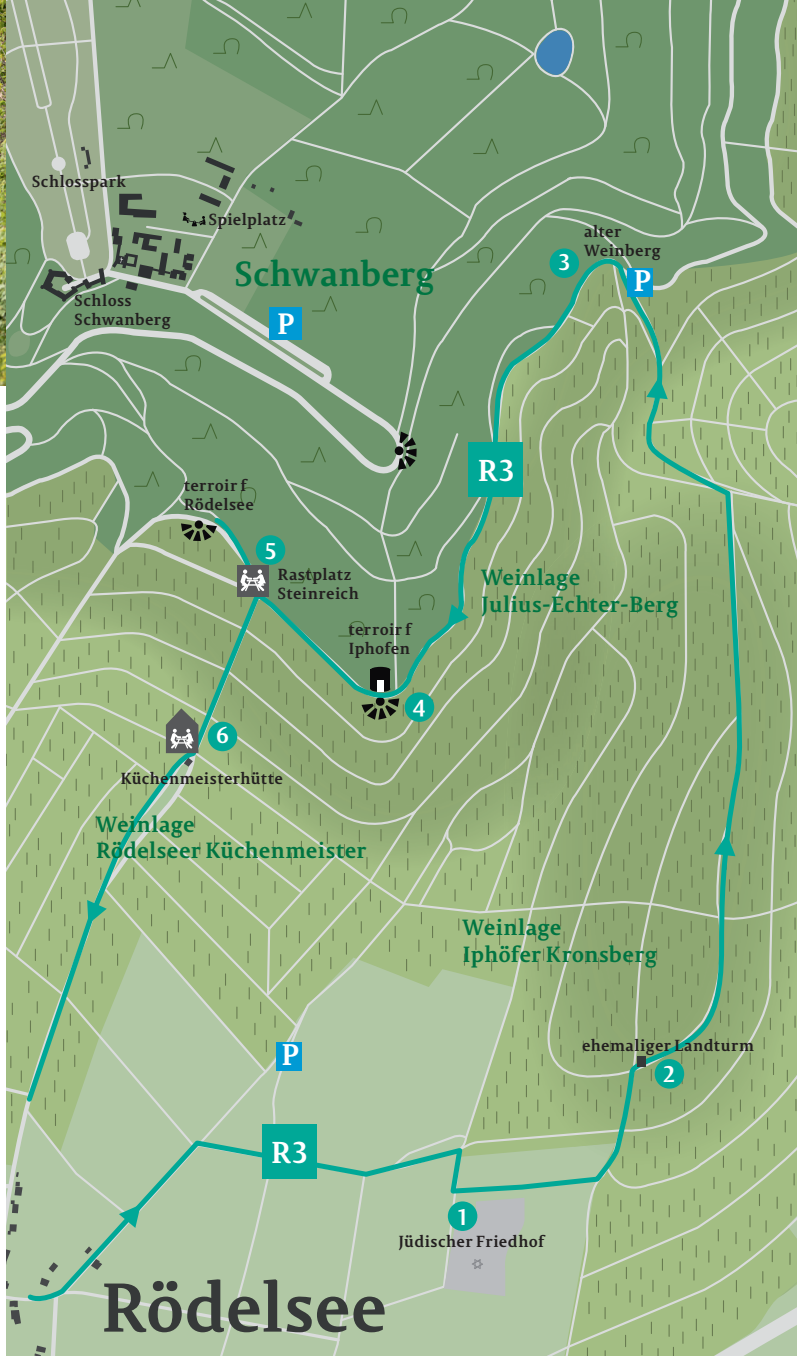 Schlosspark
Spielplatz
alter
Weinberg
3
P
Schwanberg
Schloss
Schwanberg
P
R3
terroir f
Rödelsee
5
Rastplatz
Steinreich
Weinlage
Julius-Echter-Berg
terroir f
Iphofen
4
6
Küchenmeisterhütte
Weinlage
Rödelseer Küchenmeister
Weinlage
Iphöfer Kronsberg
ehemaliger Landturm
2
P
R3
1
Jüdischer Friedhof
Rödelsee